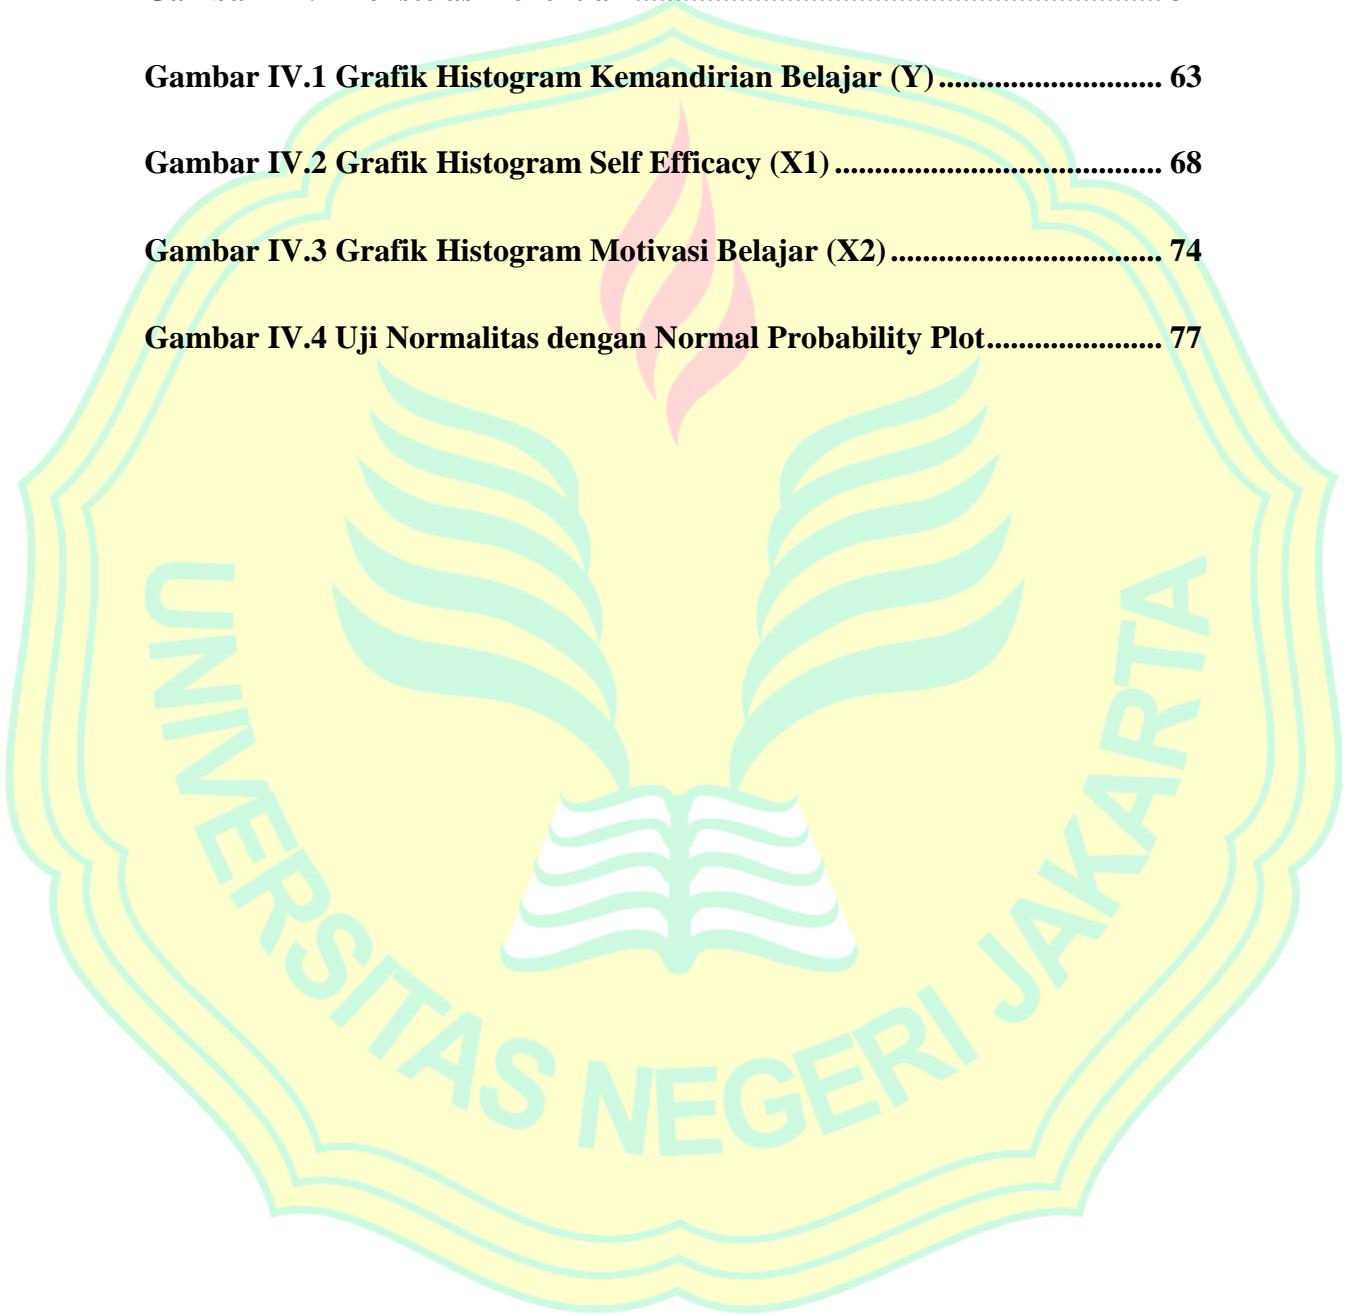 Gambar IV.1 Grafik Histogram Kemandirian Belajar (Y) ............................ 63
Gambar IV.2 Grafik Histogram Self Efficacy (X1) ......................................... 68
Gambar IV.3 Grafik Histogram Motivasi Belajar (X2) .................................. 74
Gambar IV.4 Uji Normalitas dengan Normal Probability Plot...................... 77
UNIVERSITAS NEGERI JAKARTA